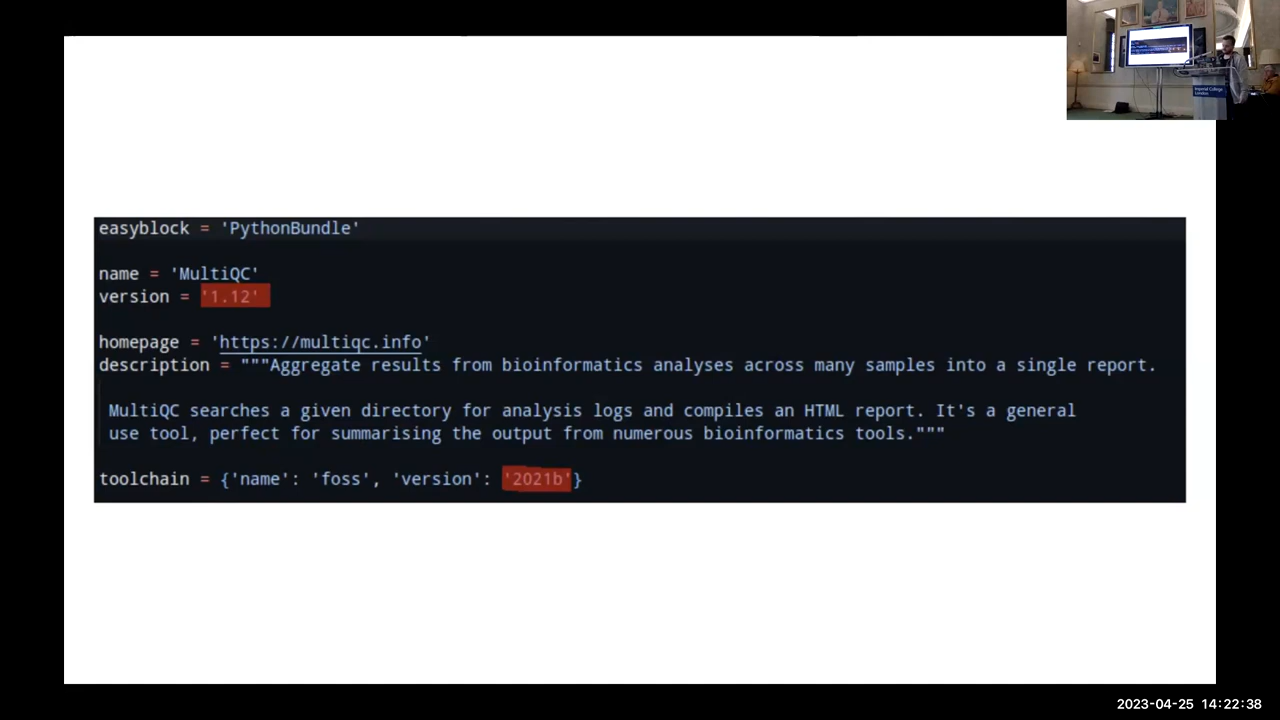 Imperial College
London
easyblock = 'PythonBundle'
name = 'MultiQC'
version = '1.12'
homepage = 'https://multiqc.info'
description = """Aggregate results from bioinformatics analyses across many samples into a single report.
MultiQC searches a given directory for analysis logs and compiles an HTML report. It's a general
use tool, perfect for summarising the output from numerous bioinformatics tools."""
toolchain = {'name': 'foss', 'version': '2021b'}
2023-04-25 14:22:38